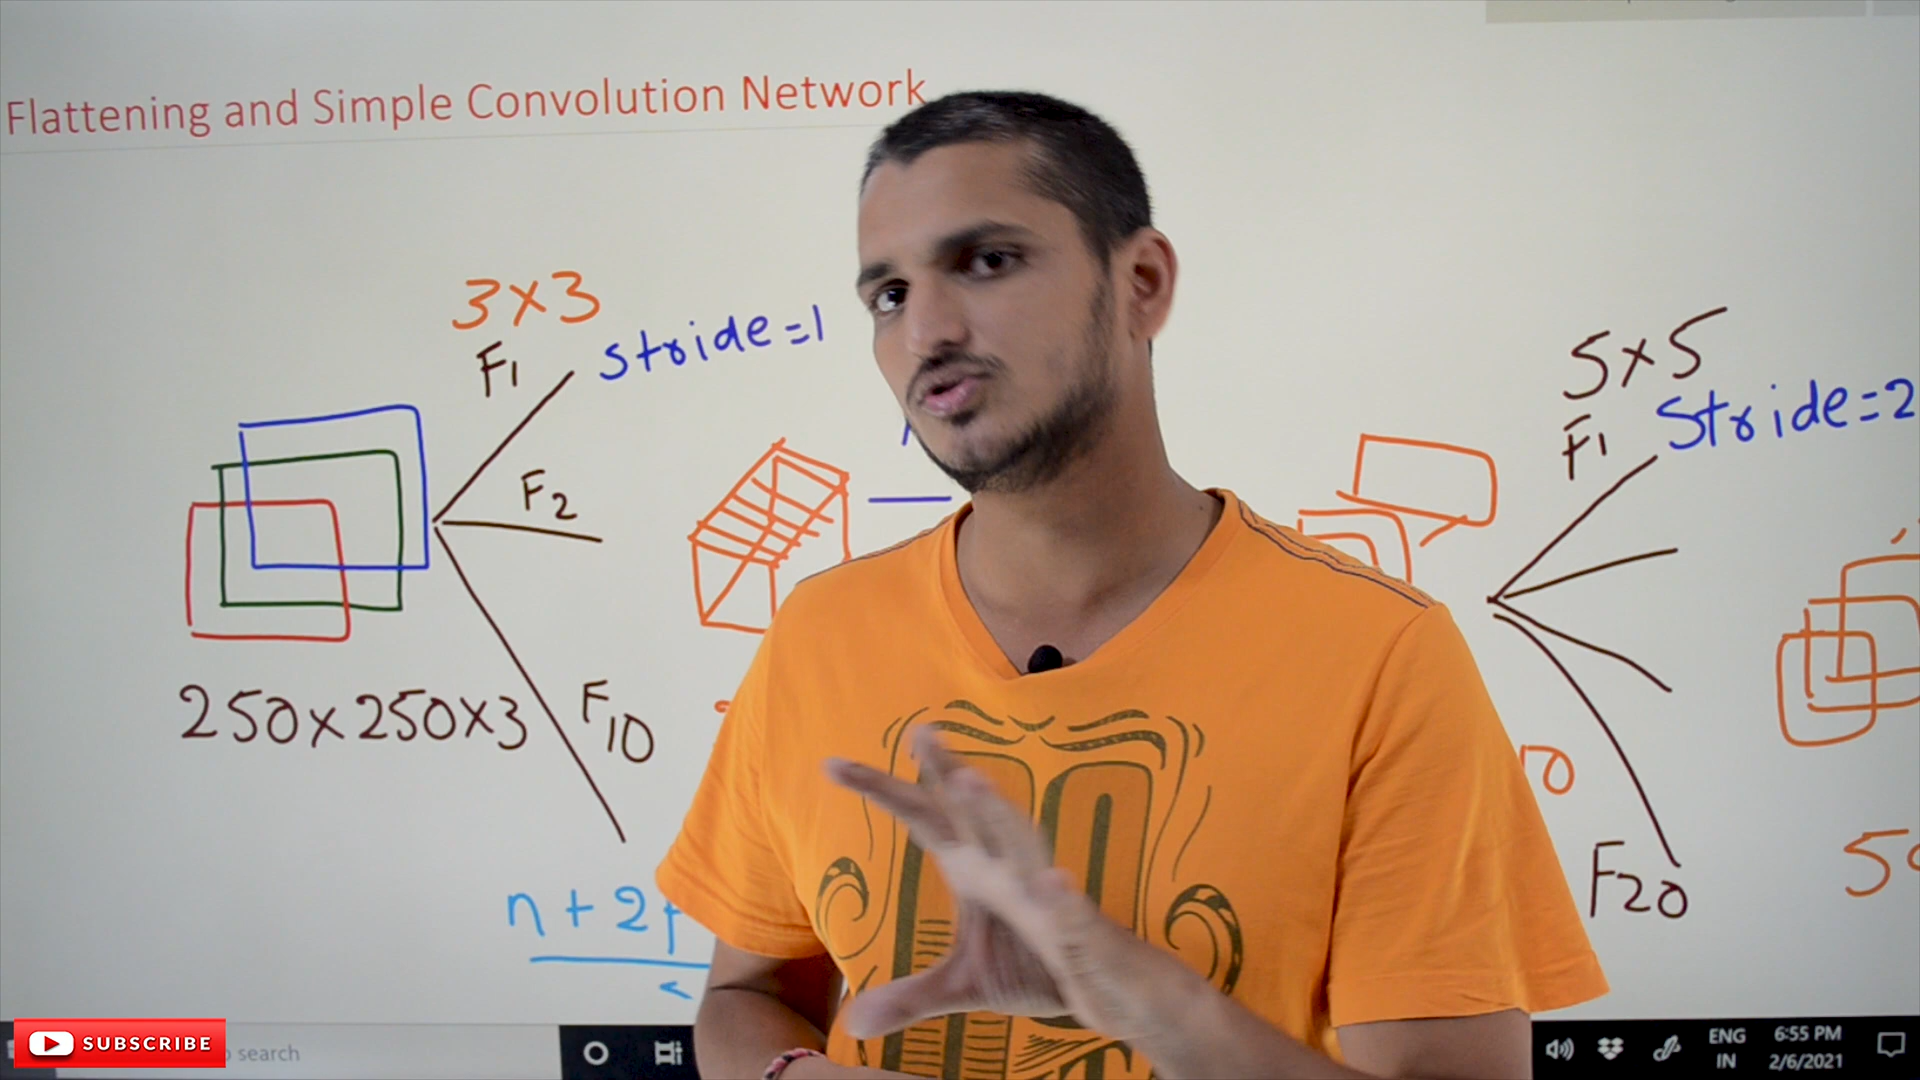 Flattening and Simple Convolution Network
3x3
F1
Stride=1
F2
F10
250x250x3
n+2
5x5
F1
Stride=2
10
F20
SUBSCRIBE
search
ENG
IN
6:55 PM
2/6/2021